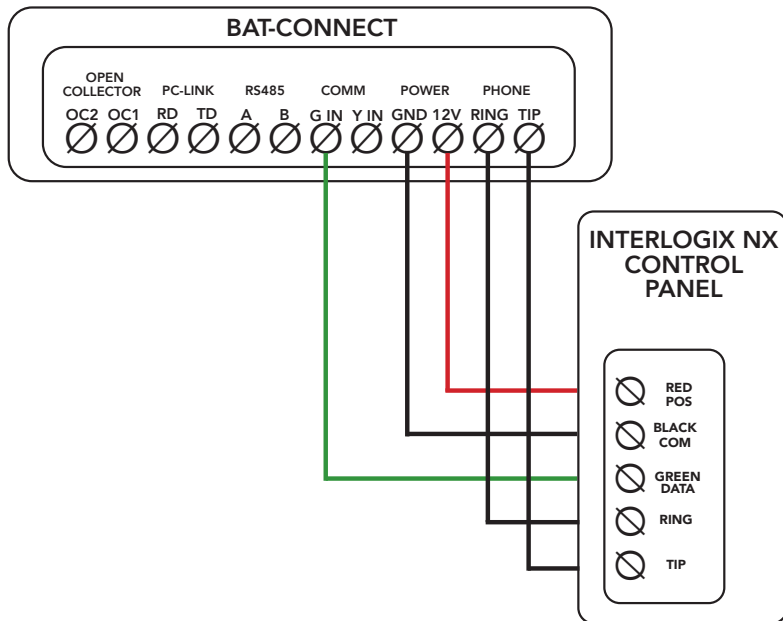 BAT-CONNECT
OPEN
COLLECTOR PC-LINK RS485 COMM POWER PHONE
OC2 OC1 RD TD A B G IN Y IN GND 12V RING TIP
INTERLOGIX NX
CONTROL
PANEL
RED
POS
BLACK
COM
GREEN
DATA
RING
TIP